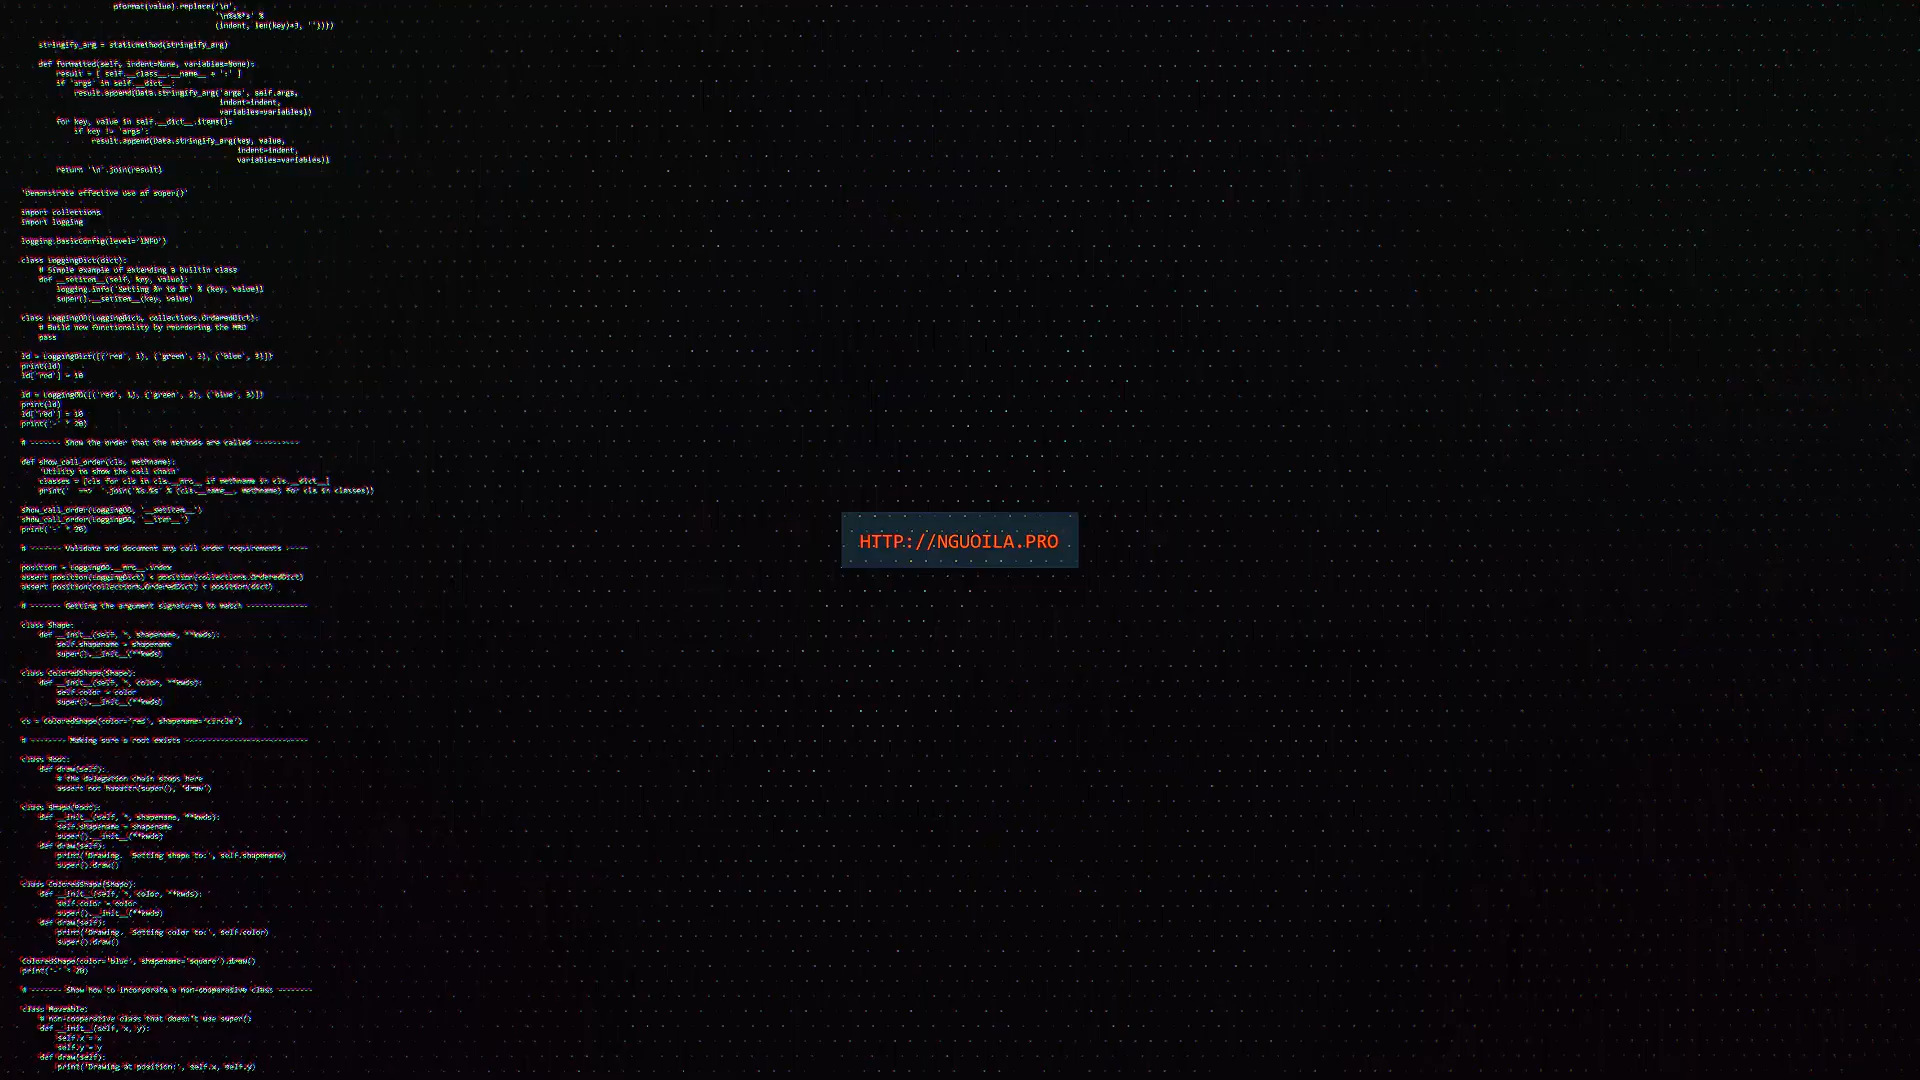 pformat(value).replace('\n',
'\n%s%*s' %
(indent, len(key)+3, ''))))
stringify_arg = staticmethod(stringify_arg)
def formatted(self, indent=None, variables=None):
result = [ self.__class__.__name__ + ':' ]
if 'args' in self.__dict__:
result.append(Data.stringify_arg('args', self.args,
indent=indent,
variables=variables))
for key, value in self.__dict__.items():
if key != 'args':
result.append(Data.stringify_arg(key, value,
indent=indent,
variables=variables))
return '\n'.join(result)
'Demonstrate effective use of super()'
import collections
import logging
logging.basicConfig(level='INFO')
class LoggingDict(dict):
# Simple example of extending a builtin class
def __setitem__(self, key, value):
logging.info('Setting %r to %r' % (key, value))
super().__setitem__(key, value)
class LoggingOD(LoggingDict, collections.OrderedDict):
# Build new functionality by reordering the MRO
pass
ld = LoggingDict([('red', 1), ('green', 2), ('blue', 3)])
print(ld)
ld['red'] = 10
ld = LoggingOD([('red', 1), ('green', 2), ('blue', 3)])
print(ld)
ld['red'] = 10
print('-' * 20)
# ------- Show the order that the methods are called ----------
def show_call_order(cls, methname):
'Utility to show the call chain'
classes = [cls for cls in cls.__mro__ if methname in cls.__dict__]
print('  ==>  '.join('%s.%s' % (cls.__name__, methname) for cls in classes))
show_call_order(LoggingOD, '__setitem__')
show_call_order(LoggingOD, '__iter__')
print('-' * 20)
# ------- Validate and document any call order requirements -----
position = LoggingOD.__mro__.index
assert position(LoggingDict) < position(collections.OrderedDict)
assert position(collections.OrderedDict) < position(dict)
# ------- Getting the argument signatures to match --------------
class Shape:
def __init__(self, *, shapename, **kwds):
self.shapename = shapename
super().__init__(**kwds)
class ColoredShape(Shape):
def __init__(self, *, color, **kwds):
self.color = color
super().__init__(**kwds)
cs = ColoredShape(color='red', shapename='circle')
# -------- Making sure a root exists ----------------------------
class Root:
def draw(self):
# the delegation chain stops here
assert not hasattr(super(), 'draw')
class Shape(Root):
def __init__(self, *, shapename, **kwds):
self.shapename = shapename
super().__init__(**kwds)
def draw(self):
print('Drawing.  Setting shape to:', self.shapename)
super().draw()
class ColoredShape(Shape):
def __init__(self, *, color, **kwds):
self.color = color
super().__init__(**kwds)
def draw(self):
print('Drawing.  Setting color to:', self.color)
super().draw()
ColoredShape(color='blue', shapename='square').draw()
print('-' * 20)
# ------- Show how to incorporate a non-cooperative class --------
class Moveable:
# non-cooperative class that doesn't use super()
def __init__(self, x, y):
self.x = x
self.y = y
def draw(self):
print('Drawing at position:', self.x, self.y)
HTTP://NGUOILA.PRO